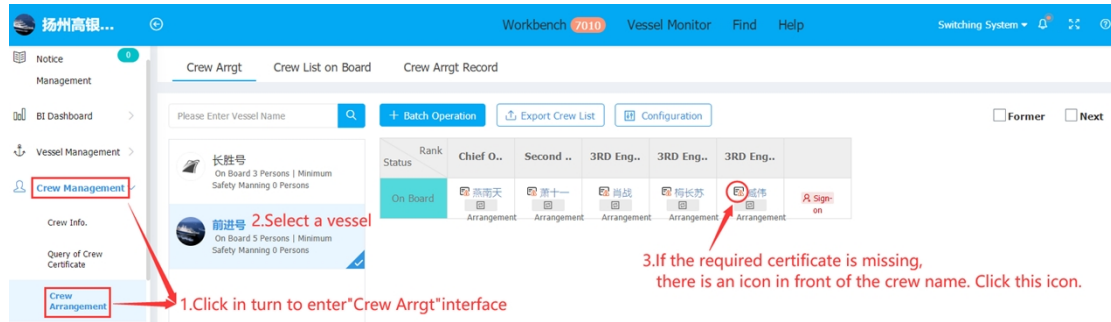 扬州高银...
Workbench 7010 Vessel Monitor Find Help
Switching System
Notice
Management
0
BI Dashboard
Vessel Management
Crew Management
Crew Info.
Query of Crew
Certificate
Crew
Arrangement
Crew Arrgt Crew List on Board Crew Arrgt Record
Please Enter Vessel Name
+ Batch Operation Export Crew List Configuration
Former Next
长胜号
On Board 3 Persons | Minimum
Safety Manning 0 Persons
前进号 2.Select a vessel
On Board 5 Persons | Minimum
Safety Manning 0 Persons
Rank
Status
Chief O.. Second .. 3RD Eng.. 3RD Eng.. 3RD Eng..
On Board
燕南天 萧十一 肖战 梅长苏 伟
Arrangement Arrangement Arrangement Arrangement Arrangement
Sign-
on
3.If the required certificate is missing,
there is an icon in front of the crew name. Click this icon.
1.Click in turn to enter"Crew Arrgt"interface